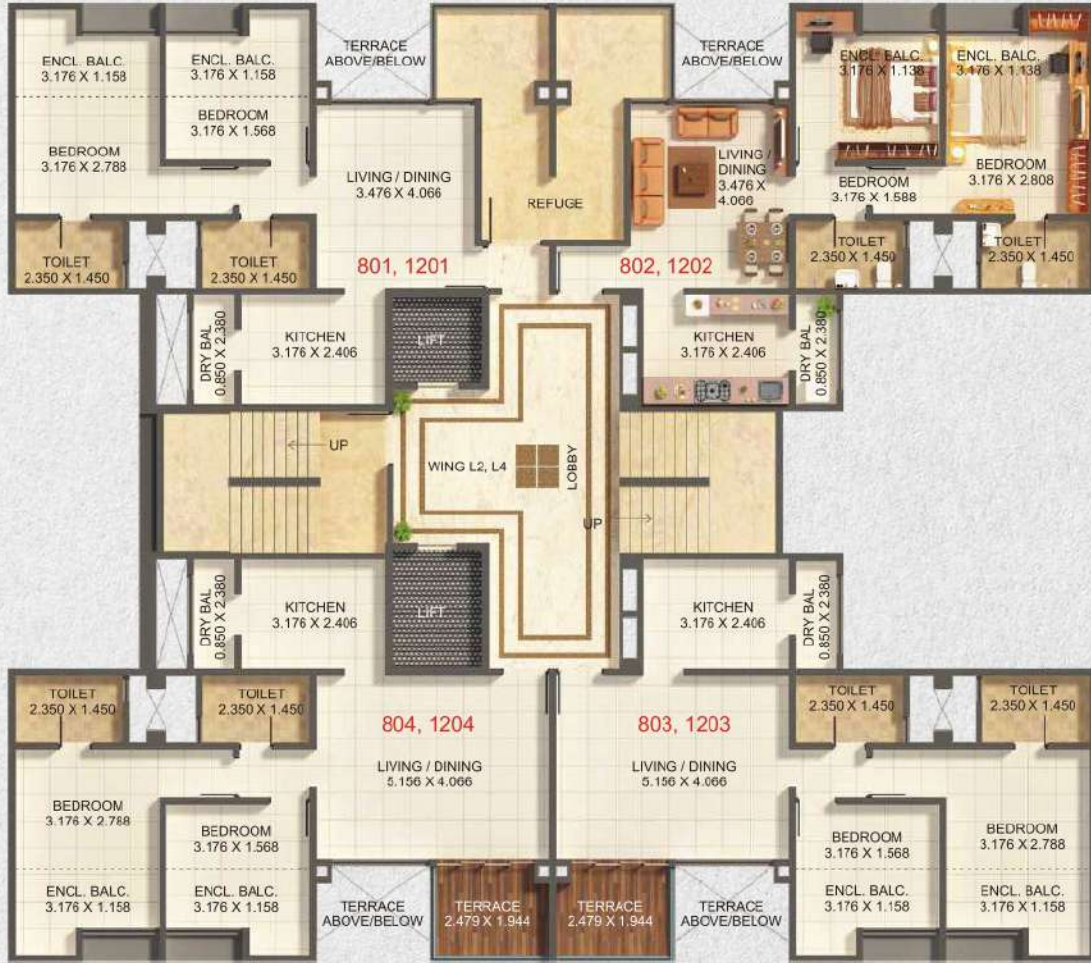 ENCL. BALC.
3.176 X 1.158
BEDROOM
3.176 X 2.788
ENCL. BALC.
3.176 X 1.158
BEDROOM
3.176 X 1.568
TERRACE
ABOVE/BELOW
LIVING / DINING
3.476 X 4.066
REFUGE
TERRACE
ABOVE/BELOW
LIVING /
DINING
3.476 X
4.066
ENCL. BALC.
3.176 X 1.138
BEDROOM
3.176 X 1.588
ENCL. BALC.
3.176 X 1.138
BEDROOM
3.176 X 2.808
TOILET
2.350 X 1.450
TOILET
2.350 X 1.450
801, 1201
802, 1202
TOILET
2.350 X 1.450
TOILET
2.350 X 1.450
DRY BAL
0.850 X 2.380
KITCHEN
3.176 X 2.406
LIFT
KITCHEN
3.176 X 2.406
DRY BAL
0.850 X 2.380
UP
WING L2, L4
LOBBY
UP
DRY BAL
0.850 X 2.380
KITCHEN
3.176 X 2.406
LIFT
KITCHEN
3.176 X 2.406
DRY BAL
0.850 X 2.380
TOILET
2.350 X 1.450
TOILET
2.350 X 1.450
804, 1204
LIVING / DINING
5.156 X 4.066
803, 1203
LIVING / DINING
5.156 X 4.066
TOILET
2.350 X 1.450
TOILET
2.350 X 1.450
BEDROOM
3.176 X 2.788
ENCL. BALC.
3.176 X 1.158
BEDROOM
3.176 X 1.568
ENCL. BALC.
3.176 X 1.158
TERRACE
ABOVE/BELOW
TERRACE
2.479 X 1.944
TERRACE
2.479 X 1.944
TERRACE
ABOVE/BELOW
BEDROOM
3.176 X 1.568
ENCL. BALC.
3.176 X 1.158
BEDROOM
3.176 X 2.788
ENCL. BALC.
3.176 X 1.158